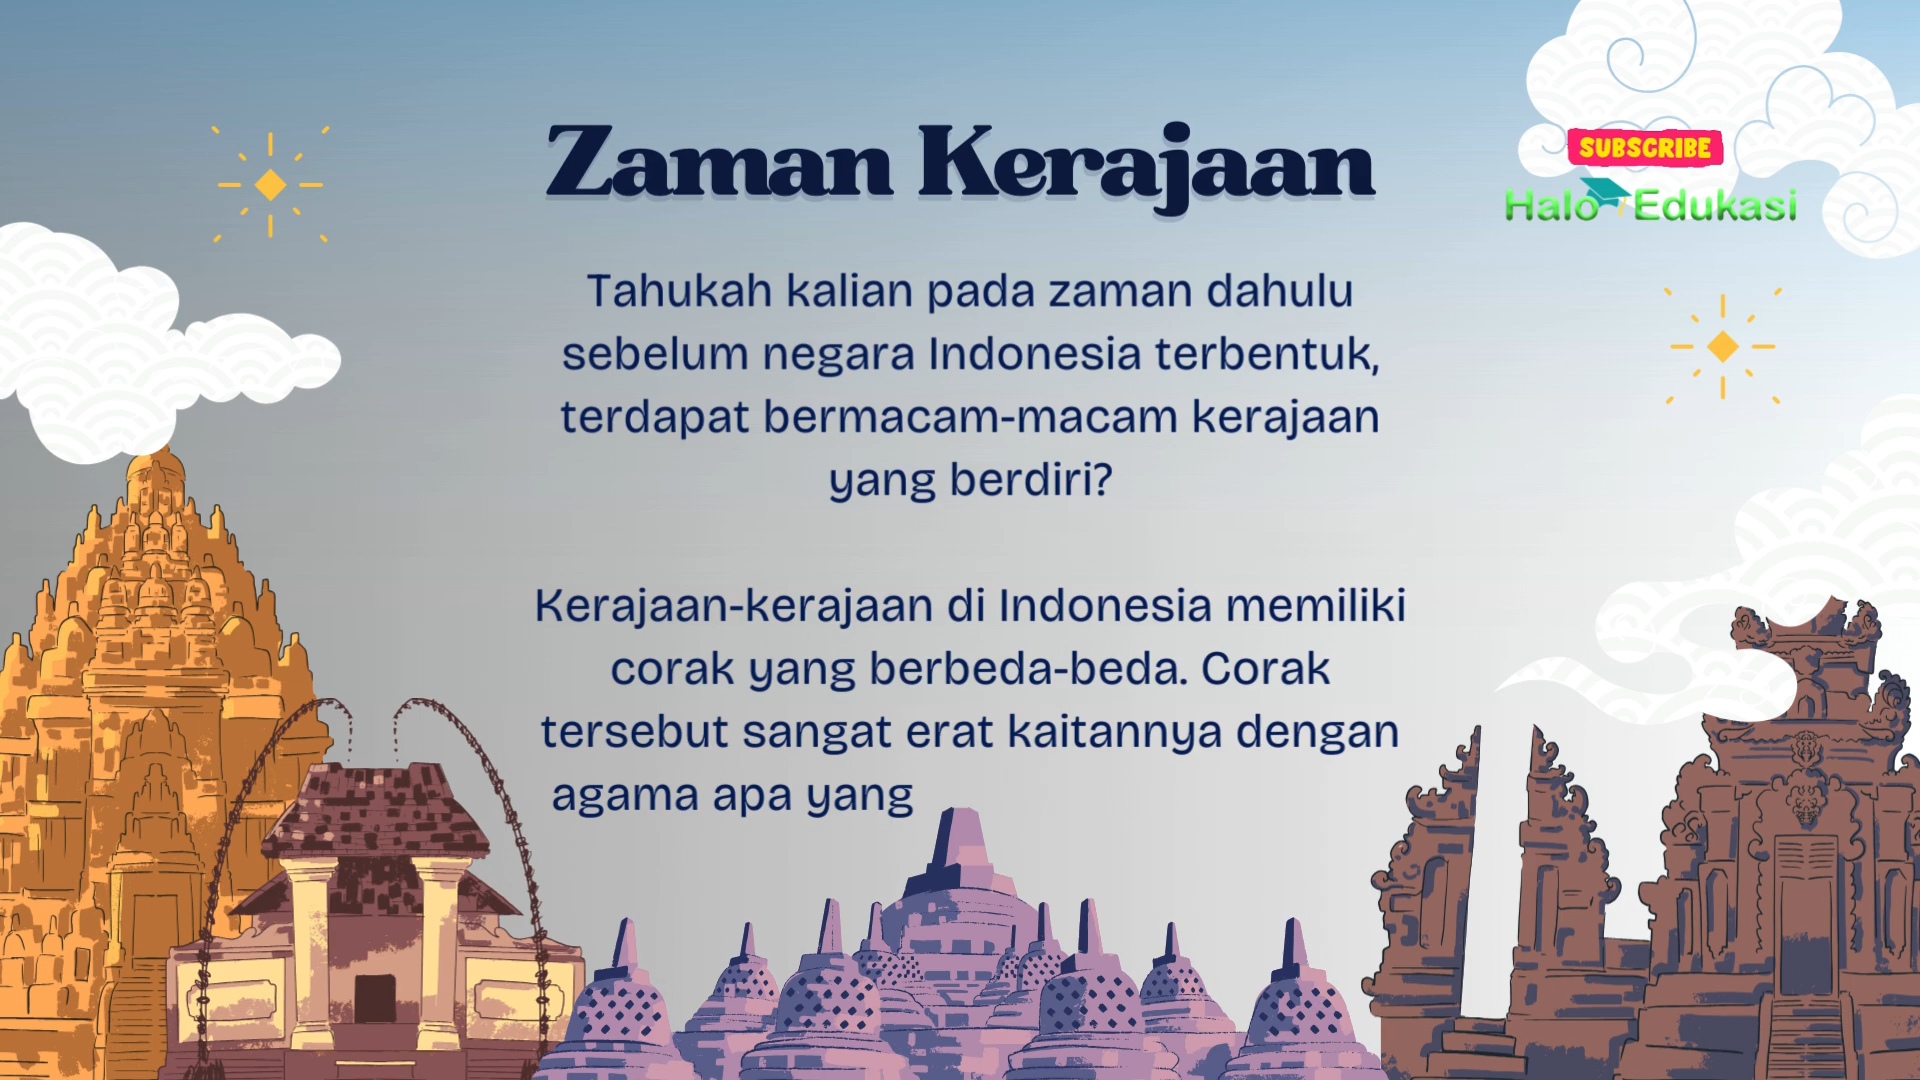 Zaman Kerajaan
SUBSCRIBE
Halo Edukasi
Tahukah kalian pada zaman dahulu
sebelum negara Indonesia terbentuk,
terdapat bermacam-macam kerajaan
yang berdiri?
Kerajaan-kerajaan di Indonesia memiliki
corak yang berbeda-beda. Corak
tersebut sangat erat kaitannya dengan
agama apa yang